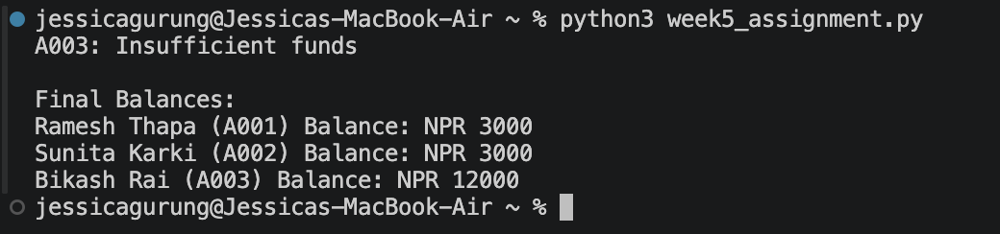 jessicagurung@Jessicas-MacBook-Air ~ % python3 week5_assignment.py
A003: Insufficient funds
Final Balances:
Ramesh Thapa (A001) Balance: NPR 3000
Sunita Karki (A002) Balance: NPR 3000
Bikash Rai (A003) Balance: NPR 12000
jessicagurung@Jessicas-MacBook-Air ~ %